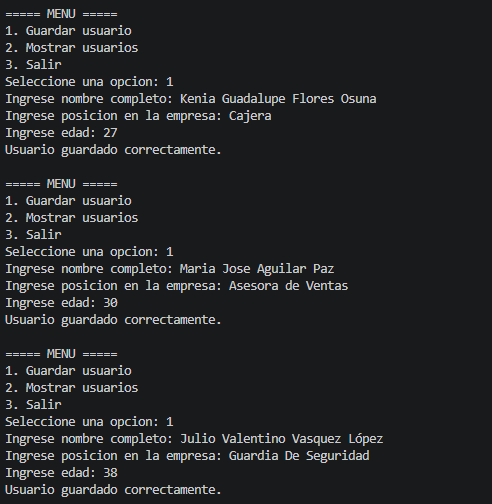 ===== MENU =====
1. Guardar usuario
2. Mostrar usuarios
3. Salir
Seleccione una opcion: 1
Ingrese nombre completo: Kenia Guadalupe Flores Osuna
Ingrese posicion en la empresa: Cajera
Ingrese edad: 27
Usuario guardado correctamente.
===== MENU =====
1. Guardar usuario
2. Mostrar usuarios
3. Salir
Seleccione una opcion: 1
Ingrese nombre completo: Maria Jose Aguilar Paz
Ingrese posicion en la empresa: Asesora de Ventas
Ingrese edad: 30
Usuario guardado correctamente.
===== MENU =====
1. Guardar usuario
2. Mostrar usuarios
3. Salir
Seleccione una opcion: 1
Ingrese nombre completo: Julio Valentino Vasquez López
Ingrese posicion en la empresa: Guardia De Seguridad
Ingrese edad: 38
Usuario guardado correctamente.